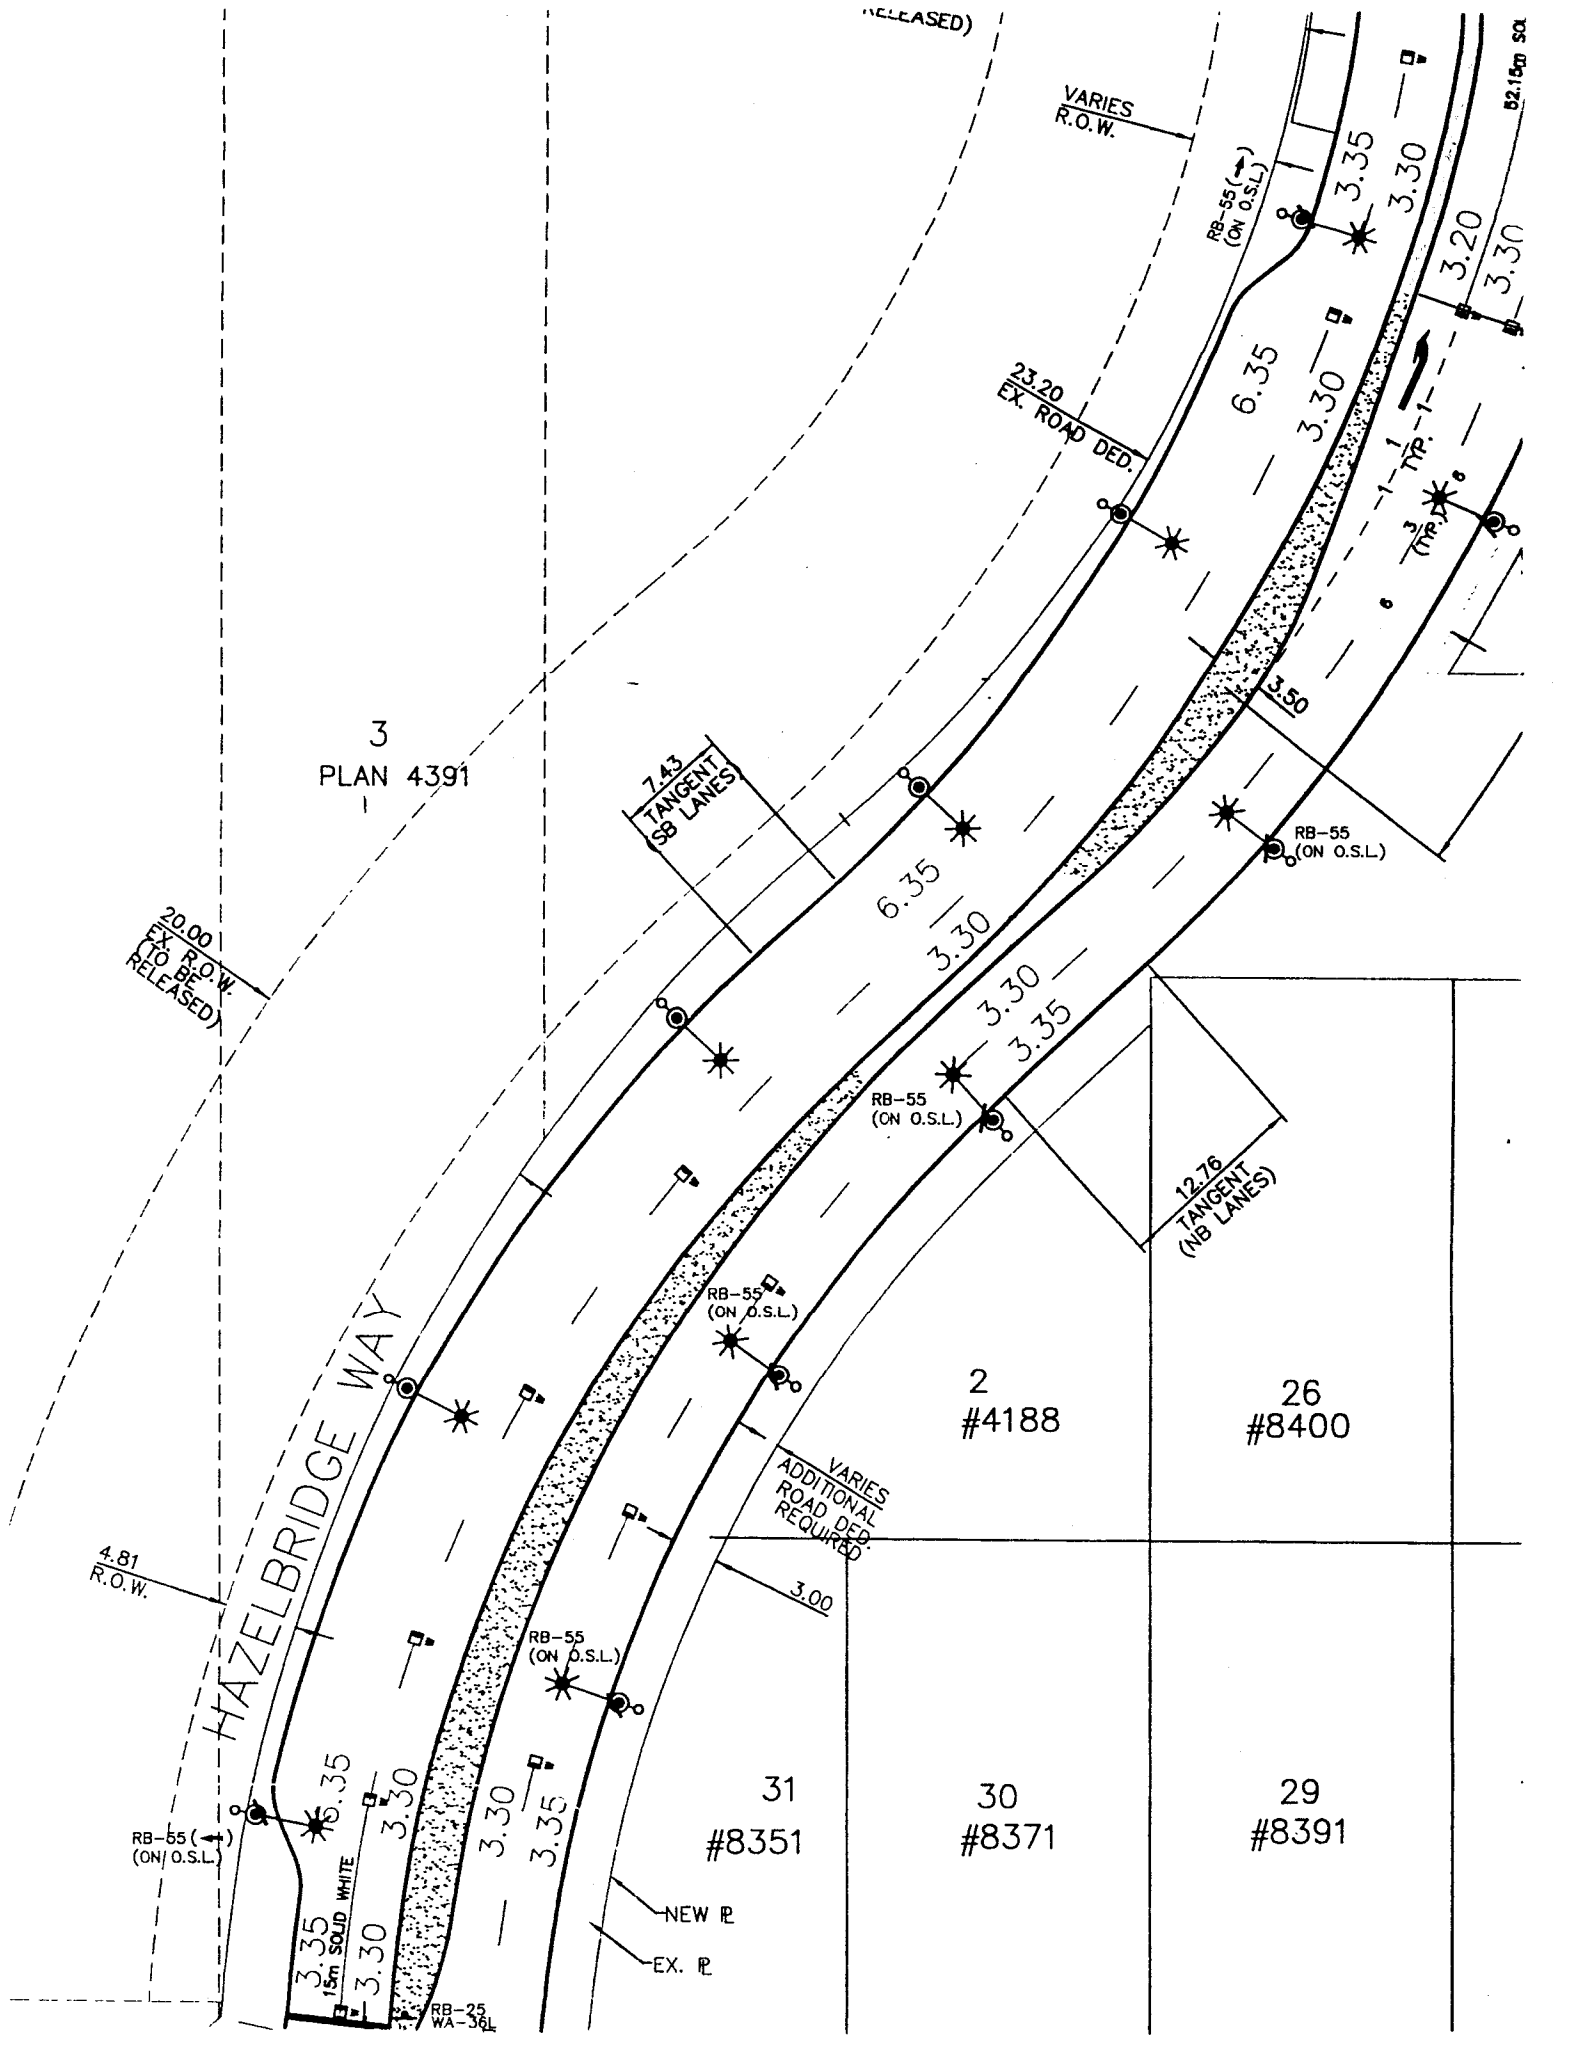 RELEASED)
52.15m SOL
VARIES
R.O.W.
3.35
3.30
RB-55(←)
(ON O.S.L.)
3.20
3.30
6.35
3.30
23.20
EX. ROAD DED.
1
TYP.
1
1
8
3
(TYP.)
6
3.50
3
PLAN 4391
7.43
TANGENT
(SB LANES)
RB-55
(ON O.S.L.)
6.35
3.30
20.00
EX. R.O.W.
(TO BE
RELEASED)
3.30
3.35
RB-55
(ON O.S.L.)
12.76
TANGENT
(NB LANES)
RB-55
(ON O.S.L.)
HAZELBRIDGE WAY
2
#4188
26
#8400
VARIES
ADDITIONAL
ROAD DED.
REQUIRED
4.81
R.O.W.
3.00
RB-55
(ON O.S.L.)
6.35
3.30
3.30
3.35
31
#8351
30
#8371
29
#8391
RB-55(←)
(ON O.S.L.)
3.35
15m SOLID WHITE
3.30
NEW PL
EX. PL
RB-25
WA-36L